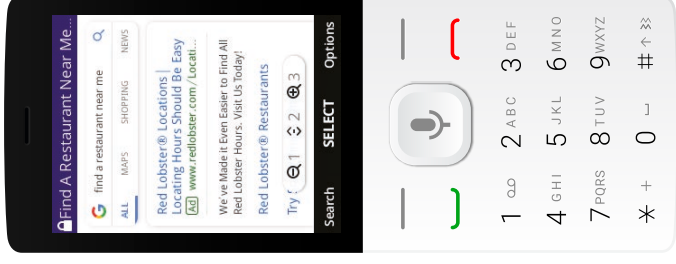 Find A Restaurant Near Me...
find a restaurant near me
ALL MAPS SHOPPING NEWS
Red Lobster® Locations |
Locating Hours Should Be Easy
Ad www.redlobster.com/Locati...
We've Made it Even Easier to Find All
Red Lobster Hours. Visit Us Today!
Red Lobster® Restaurants
Try
1 2 3
Search SELECT Options
1 2 ABC 3 DEF
4 GHI 5 JKL 6 MNO
7 PQRS 8 TUV 9 WXYZ
* + 0 #